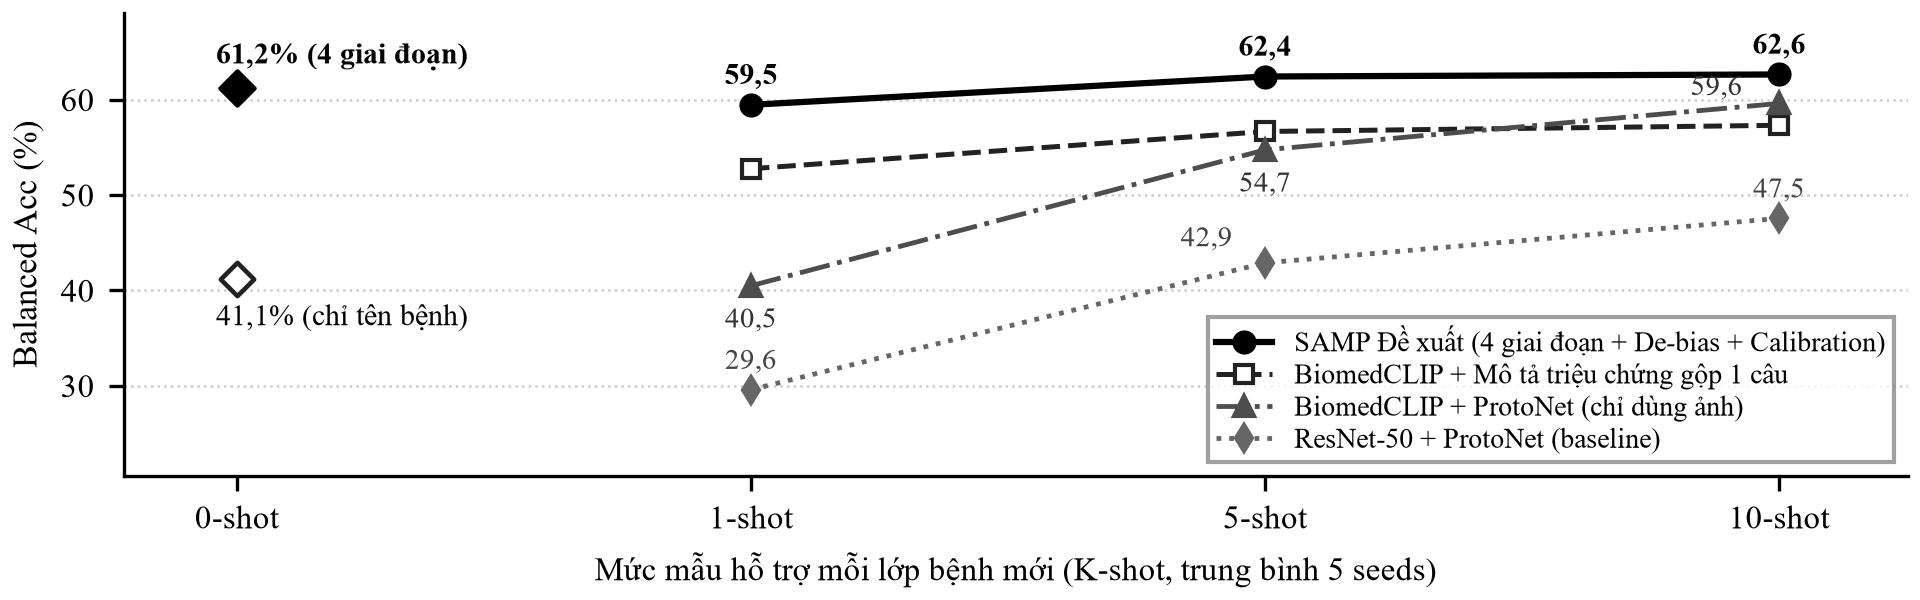 Balanced Acc (%)
60
50
40
30
61,2% (4 giai đoạn)
41,1% (chỉ tên bệnh)
59,5
62,4
62,6
59,6
54,7
47,5
42,9
40,5
29,6
SAMP Đề xuất (4 giai đoạn + De-bias + Calibration)
BiomedCLIP + Mô tả triệu chứng gộp 1 câu
BiomedCLIP + ProtoNet (chỉ dùng ảnh)
ResNet-50 + ProtoNet (baseline)
0-shot
1-shot
5-shot
10-shot
Mức mẫu hỗ trợ mỗi lớp bệnh mới (K-shot, trung bình 5 seeds)